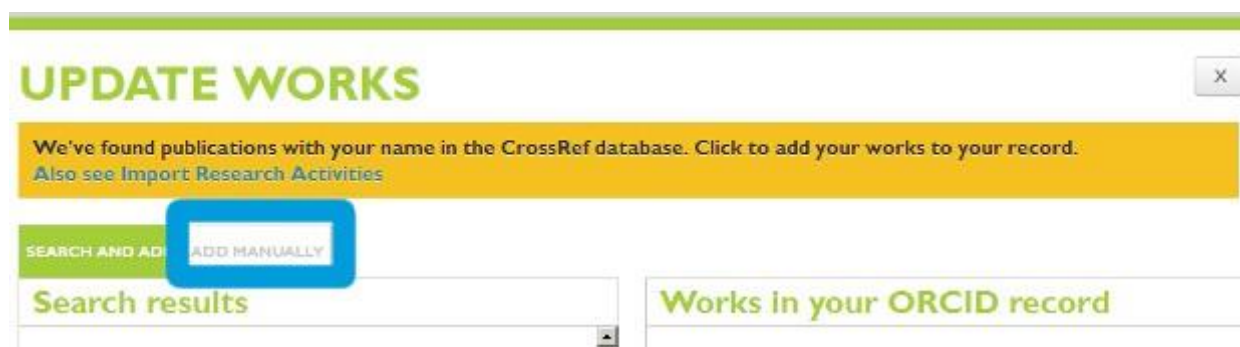 UPDATE WORKS
X
We've found publications with your name in the CrossRef database. Click to add your works to your record.
Also see Import Research Activities
SEARCH AND AD ADD MANUALLY
Search results
Works in your ORCID record